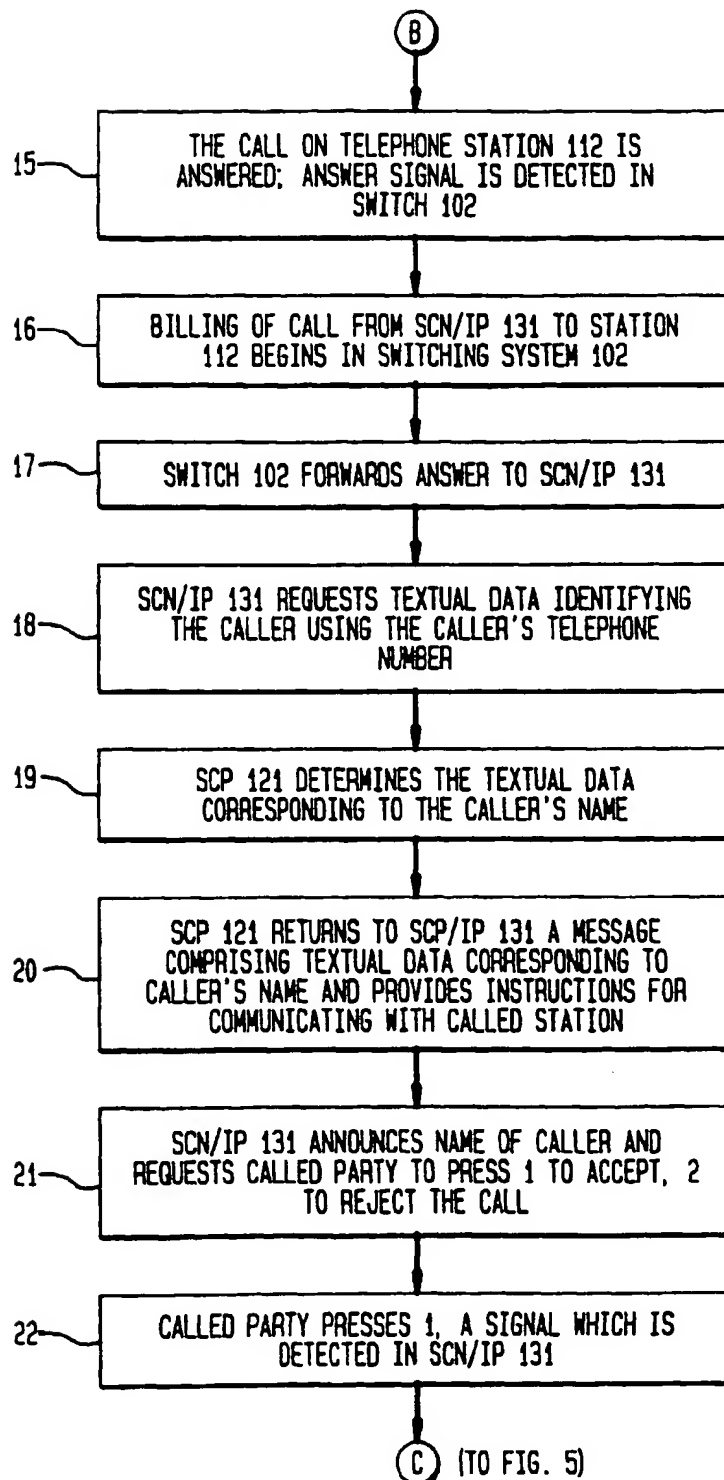 B
15
THE CALL ON TELEPHONE STATION 112 IS
ANSWERED; ANSWER SIGNAL IS DETECTED IN
SWITCH 102
16
BILLING OF CALL FROM SCN/IP 131 TO STATION
112 BEGINS IN SWITCHING SYSTEM 102
17
SWITCH 102 FORWARDS ANSWER TO SCN/IP 131
18
SCN/IP 131 REQUESTS TEXTUAL DATA IDENTIFYING
THE CALLER USING THE CALLER'S TELEPHONE
NUMBER
19
SCP 121 DETERMINES THE TEXTUAL DATA
CORRESPONDING TO THE CALLER'S NAME
20
SCP 121 RETURNS TO SCP/IP 131 A MESSAGE
COMPRISING TEXTUAL DATA CORRESPONDING TO
CALLER'S NAME AND PROVIDES INSTRUCTIONS FOR
COMMUNICATING WITH CALLED STATION
21
SCN/IP 131 ANNOUNCES NAME OF CALLER AND
REQUESTS CALLED PARTY TO PRESS 1 TO ACCEPT, 2
TO REJECT THE CALL
22
CALLED PARTY PRESSES 1, A SIGNAL WHICH IS
DETECTED IN SCN/IP 131
C (TO FIG. 5)